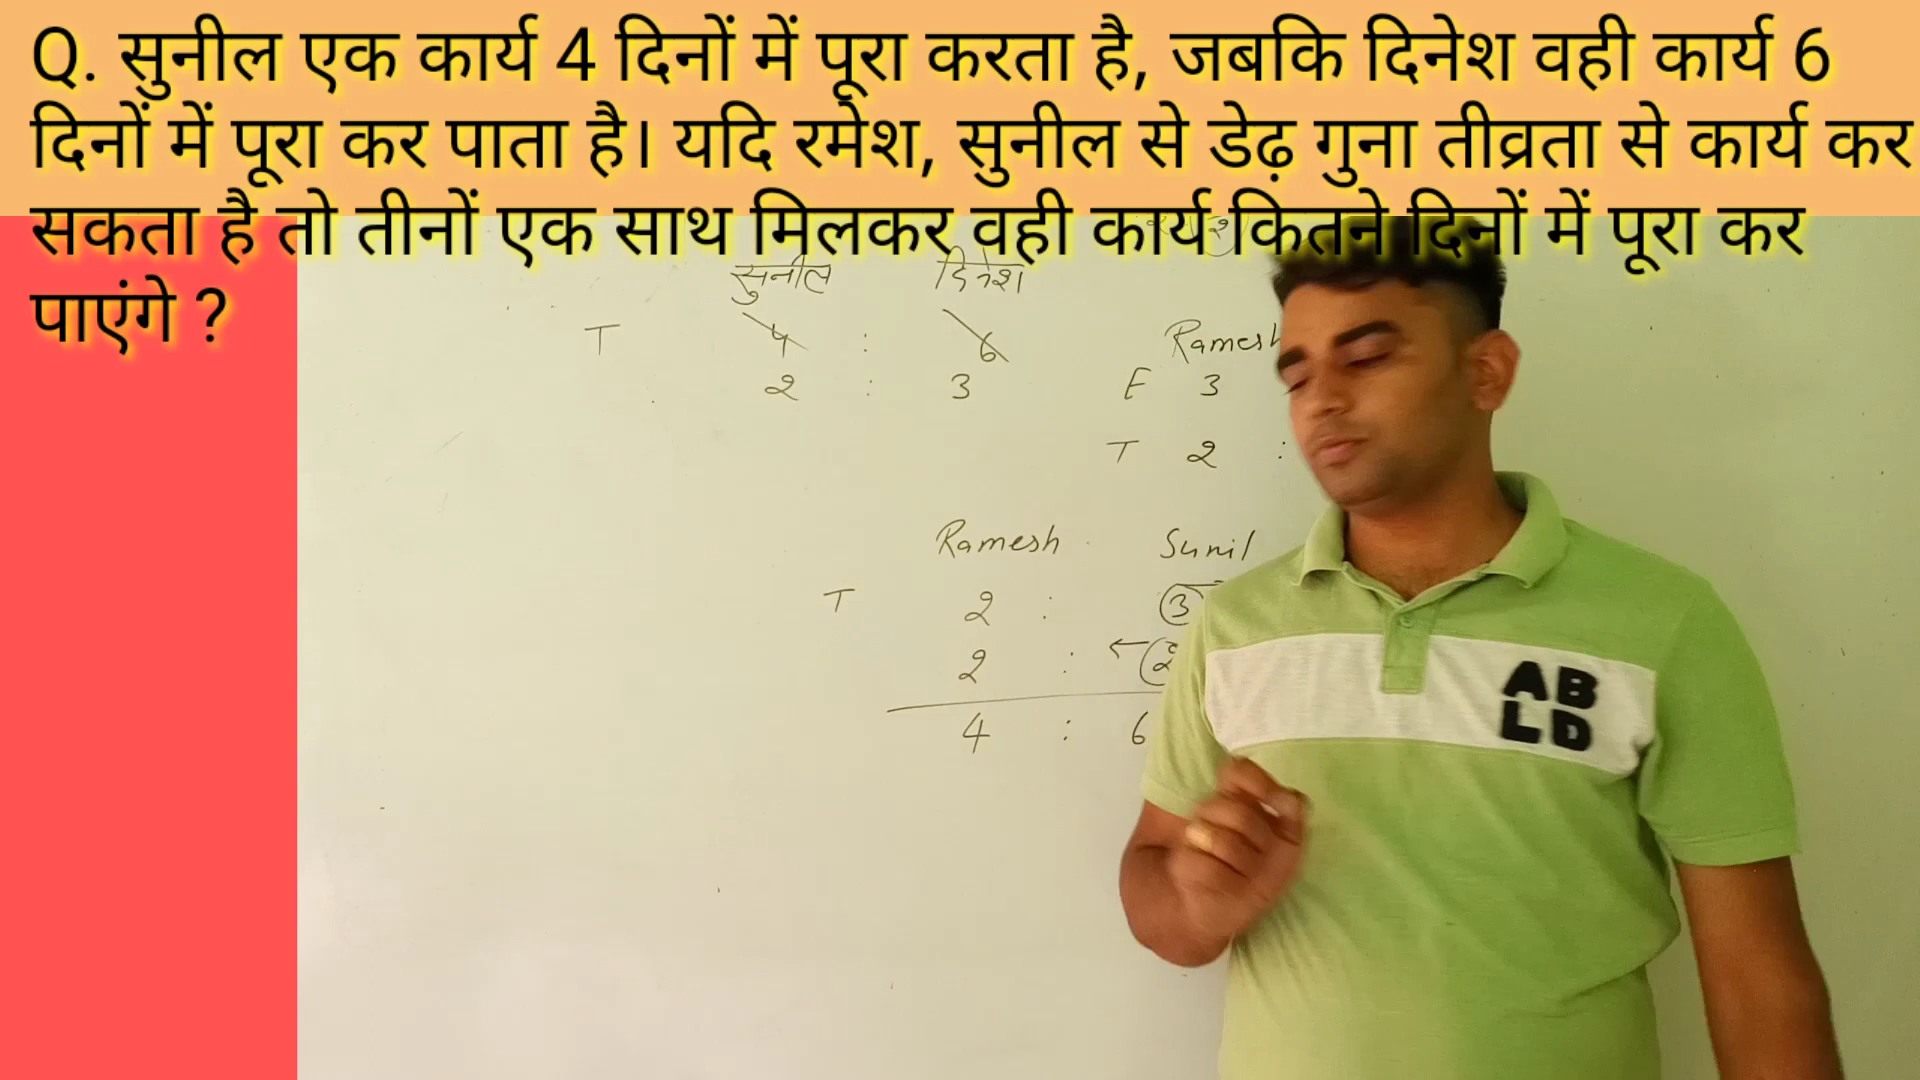 Q. सुनील एक कार्य 4 दिनों में पूरा करता है, जबकि दिनेश वही कार्य 6
दिनों में पूरा कर पाता है। यदि रमेश, सुनील से डेढ़ गुना तीव्रता से कार्य कर
सकता है तो तीनों एक साथ मिलकर वही कार्य कितने दिनों में पूरा कर
पाएंगे ?
सुनील दिनेश
T 4 : 6
2 : 3
Ramesh
E 3
T 2 :
Ramesh Sunil
T 2 : 3
2 : 2
4 : 6
AB
LD